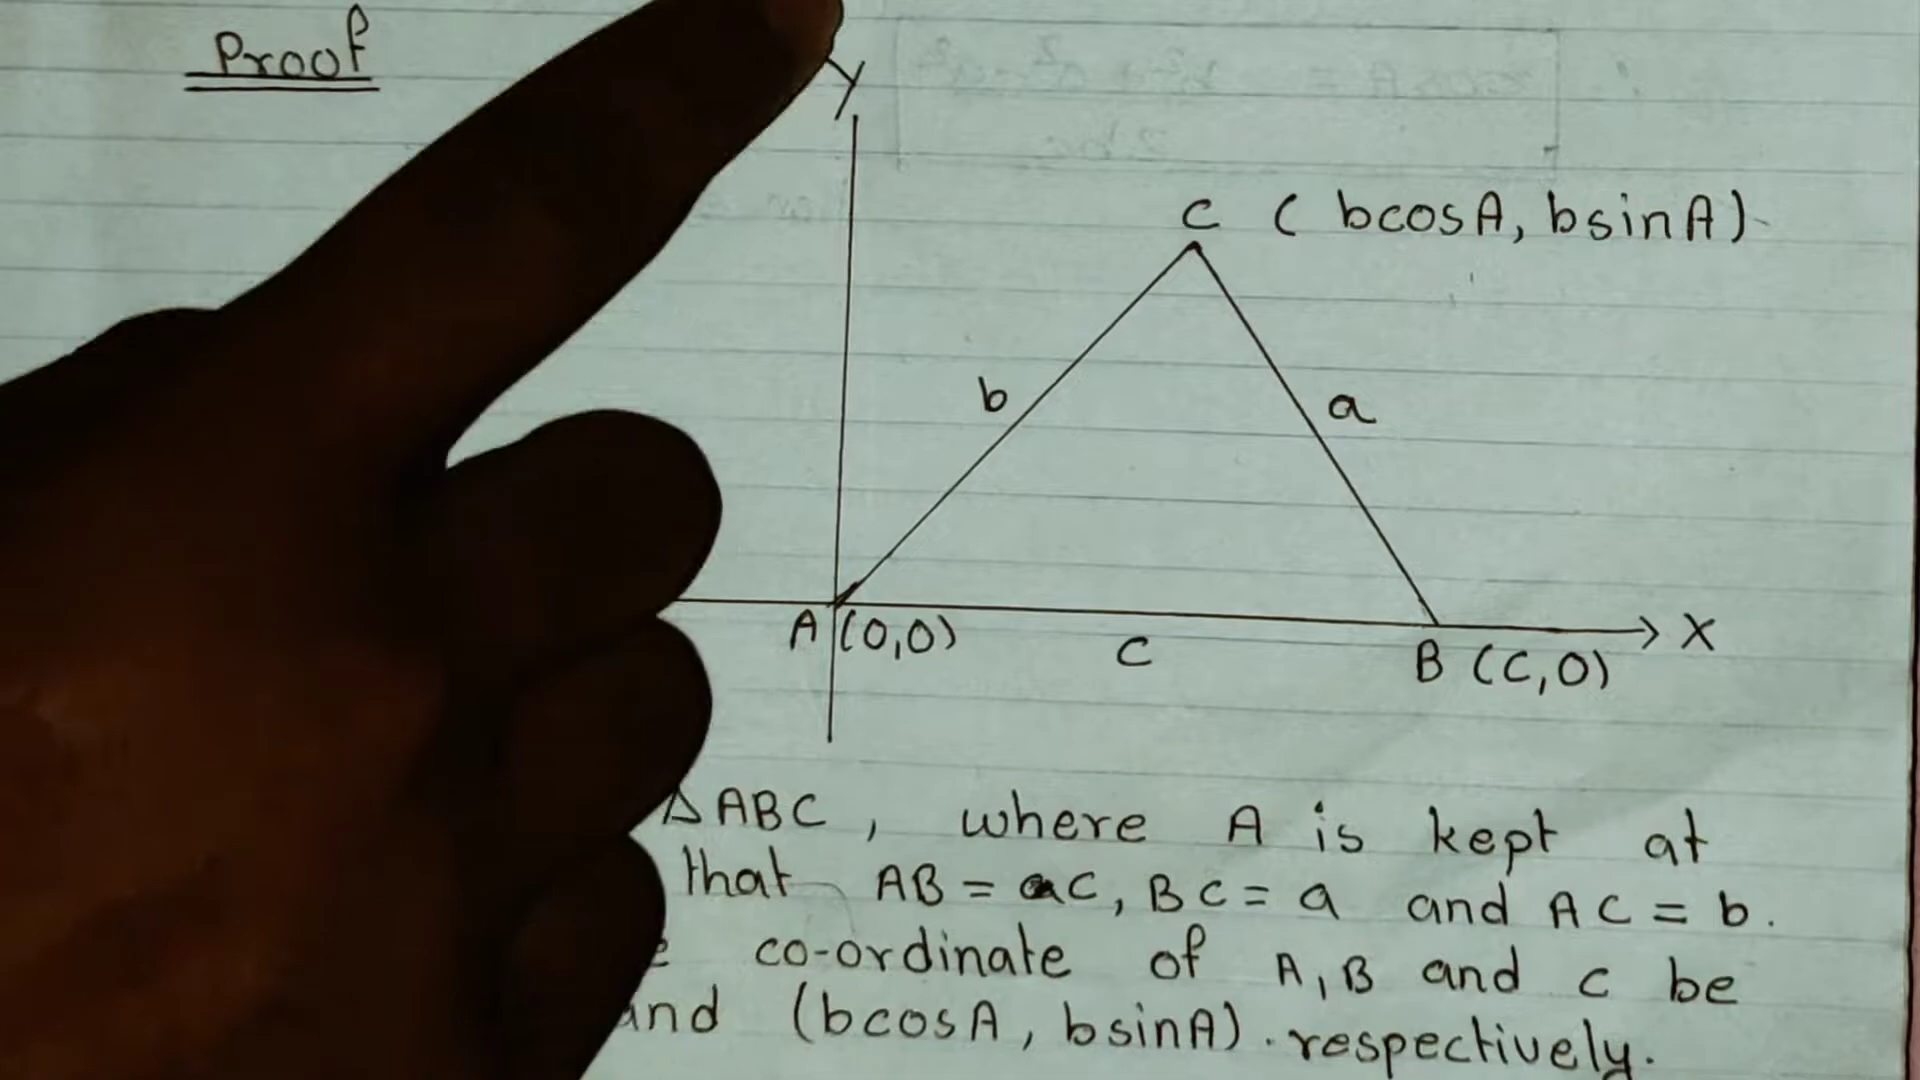 Proof
Y
C ( bcosA, bsinA)
b
a
A (0,0)
c
B (C,0)
X
ΔABC , where A is kept at
that AB = c, BC = a and AC = b.
co-ordinate of A, B and C be
and (bcosA, bsinA). respectively.